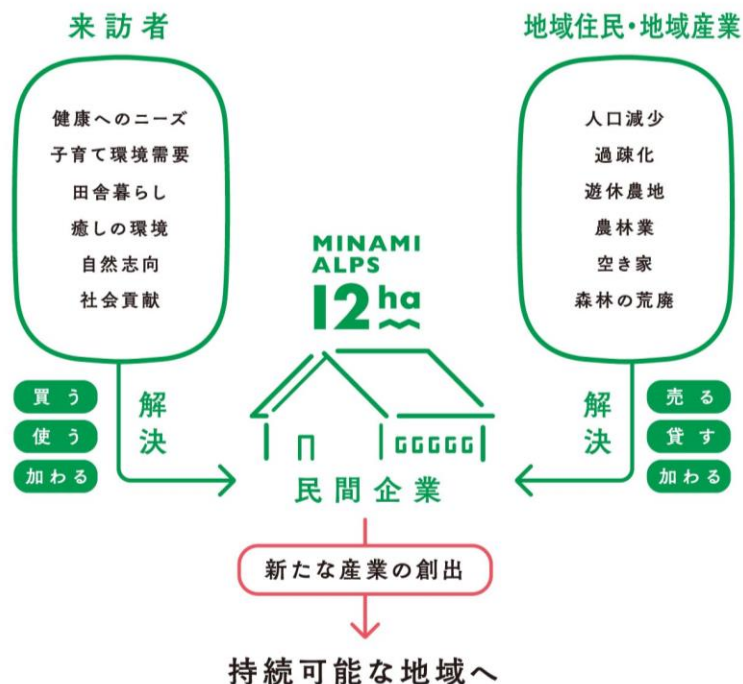 来訪者
健康へのニーズ
子育て環境需要
田舎暮らし
癒しの環境
自然志向
社会貢献
地域住民・地域産業
人口減少
過疎化
遊休農地
農林業
空き家
森林の荒廃
MINAMI
ALPS
12ha
買う
使う
加わる
解決
解決
売る
貸す
加わる
民間企業
新たな産業の創出
持続可能な地域へ